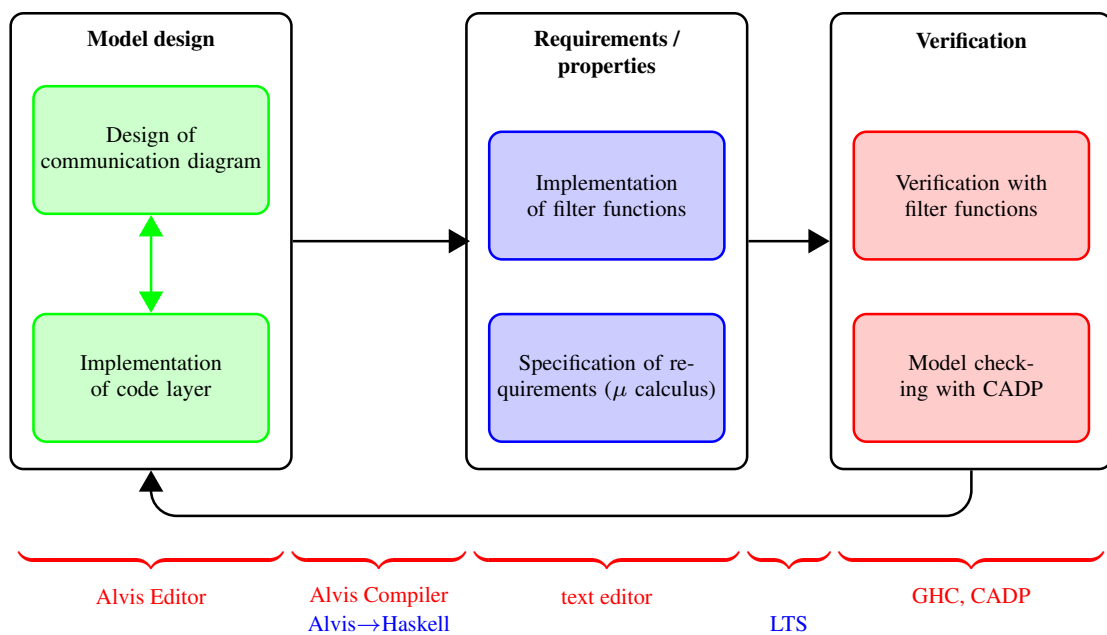 Model design
Design of
communication diagram
Implementation
of code layer
Requirements /
properties
Implementation
of filter functions
Specification of re-
quirements (μ calculus)
Verification
Verification with
filter functions
Model check-
ing with CADP
Alvis Editor
Alvis Compiler
Alvis→Haskell
text editor
LTS
GHC, CADP